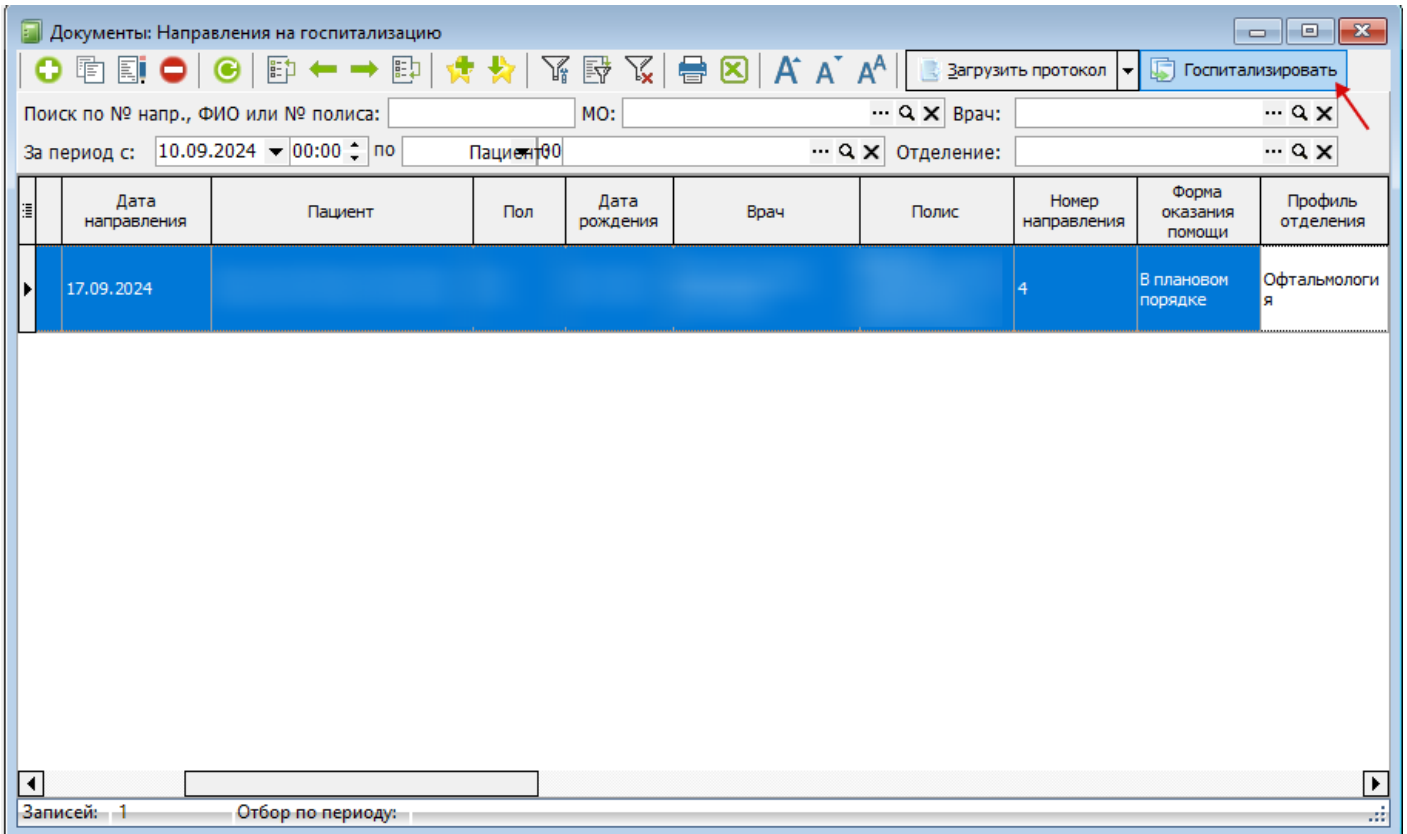 Документы: Направления на госпитализацию
Загрузить протокол Госпитализировать
Поиск по № напр., ФИО или № полиса: МО: Врач:
За период с: 10.09.2024 00:00 по Пациент: 00 Отделение:
Дата направления Пациент Пол Дата рождения Врач Полис Номер направления Форма оказания помощи Профиль отделения
17.09.2024 4 В плановом порядке Офтальмологи я
Записей: 1 Отбор по периоду: